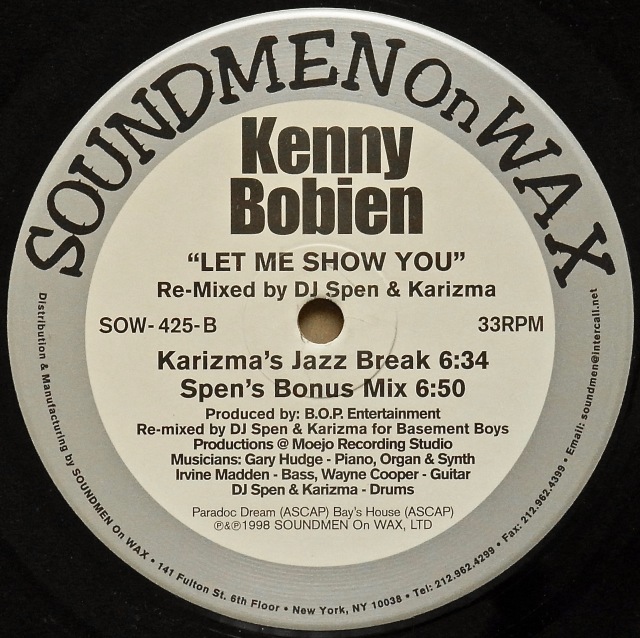 SOUNDMEN On WAX
Kenny
Bobien
“LET ME SHOW YOU”
Re-Mixed by DJ Spen & Karizma
SOW-425-B 33RPM
Karizma's Jazz Break 6:34
Spen's Bonus Mix 6:50
Produced by: B.O.P. Entertainment
Re-mixed by DJ Spen & Karizma for Basement Boys
Productions @ Moejo Recording Studio
Musicians: Gary Hudge - Piano, Organ & Synth
Irvine Madden - Bass, Wayne Cooper - Guitar
DJ Spen & Karizma - Drums
Paradoc Dream (ASCAP) Bay's House (ASCAP)
℗&℗1998 SOUNDMEN On WAX, LTD
Distribution & Manufacturing by SOUNDMEN On WAX • 141 Fulton St. 6th Floor • New York, NY 10038 • Tel: 212.962.4299 • Fax: 212.962.4399 • Email: soundmen@intercall.net